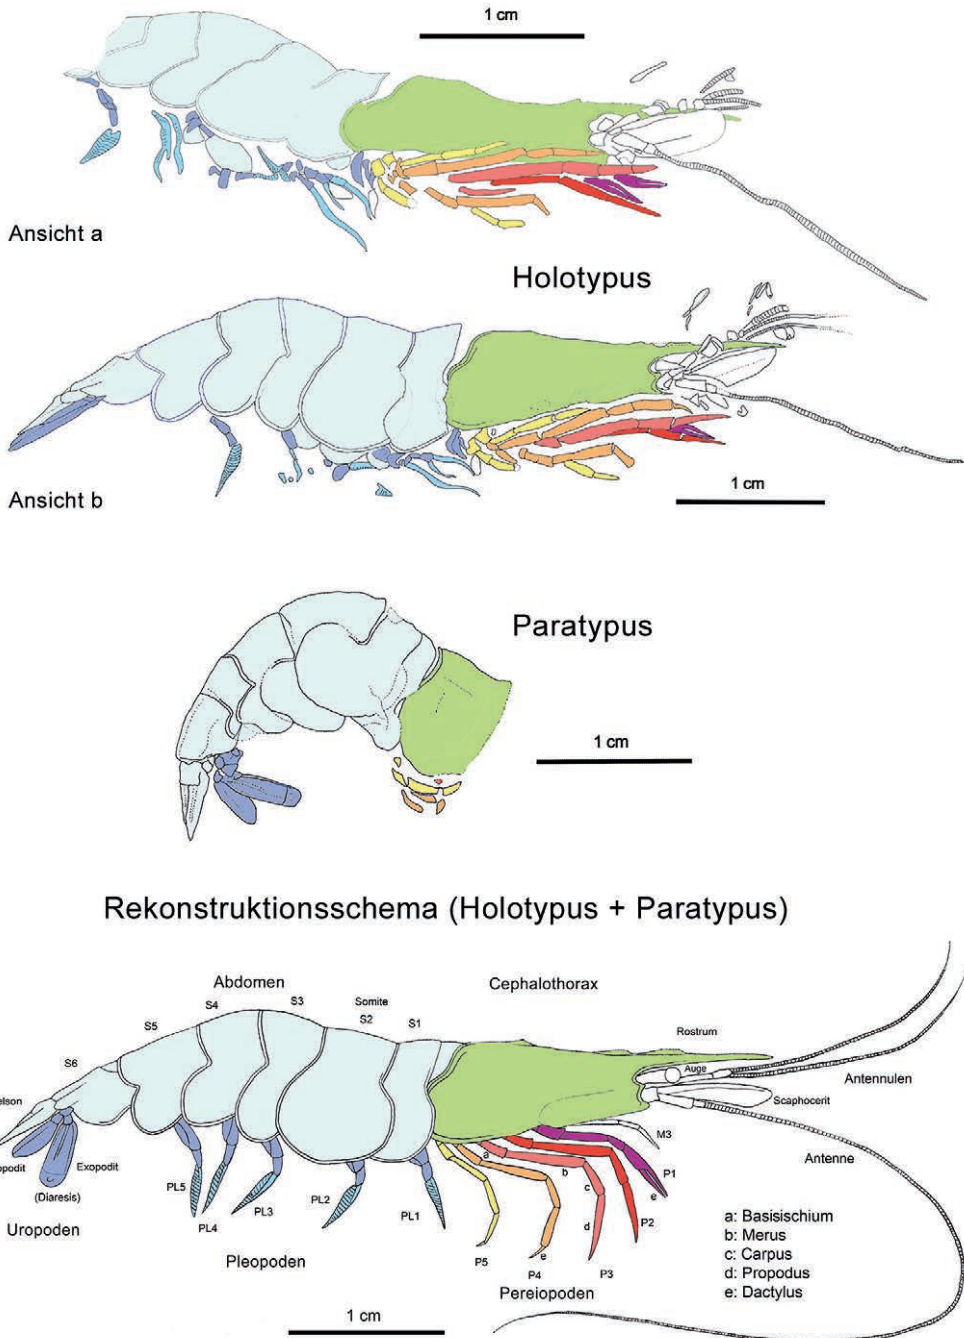 1 cm
Ansicht a
Holotypus
Ansicht b
1 cm
Paratypus
1 cm
Rekonstruktionsschema (Holotypus + Paratypus)
Abdomen
Cephalothorax
S4
S3
Somite
S2
S1
S5
Rostrum
S6
Auge
Antennulen
elson
Scaphocerit
M3
opodit
Exopodit
Antenne
a
b
P1
(Diaresis)
PL5
c
e
PL2
PL3
PL1
P2
a: Basisischium
Uropoden
PL4
d
b: Merus
e
c: Carpus
Pleopoden
P5
P4
P3
d: Propodus
Pereiopoden
e: Dactylus
1 cm